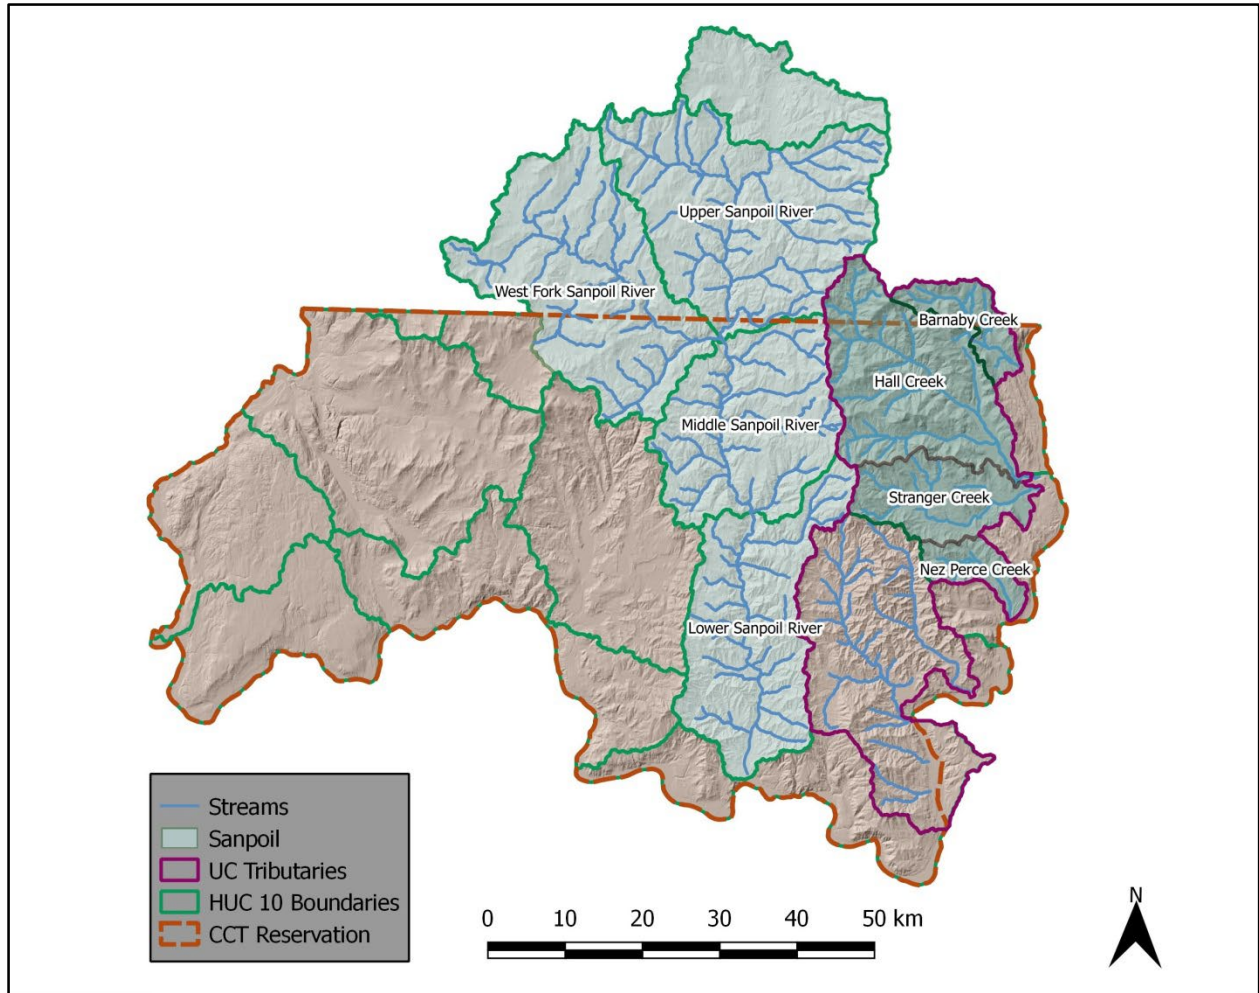 Upper Sanpoil River
West Fork Sanpoil River
Barnaby Creek
Hall Creek
Middle Sanpoil River
Stranger Creek
Nez Perce Creek
Lower Sanpoil River
Streams
Sanpoil
UC Tributaries
HUC 10 Boundaries
CCT Reservation
0 10 20 30 40 50 km
N